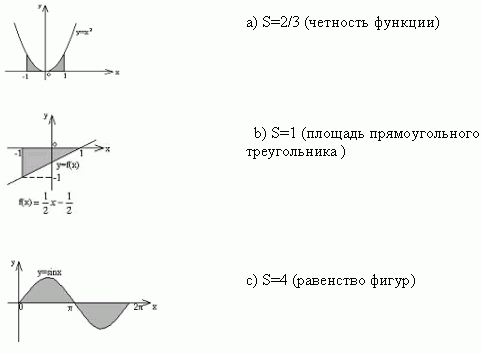 y
y=x²
-1 0 1 x
a) S=2/3 (четность функции)
y
0
-1 1 x
y=f(x)
-1
f(x)=1/2 x-1/2
b) S=1 (площадь прямоугольного
треугольника )
y
y=sinx
0 π 2π x
c) S=4 (равенство фигур)